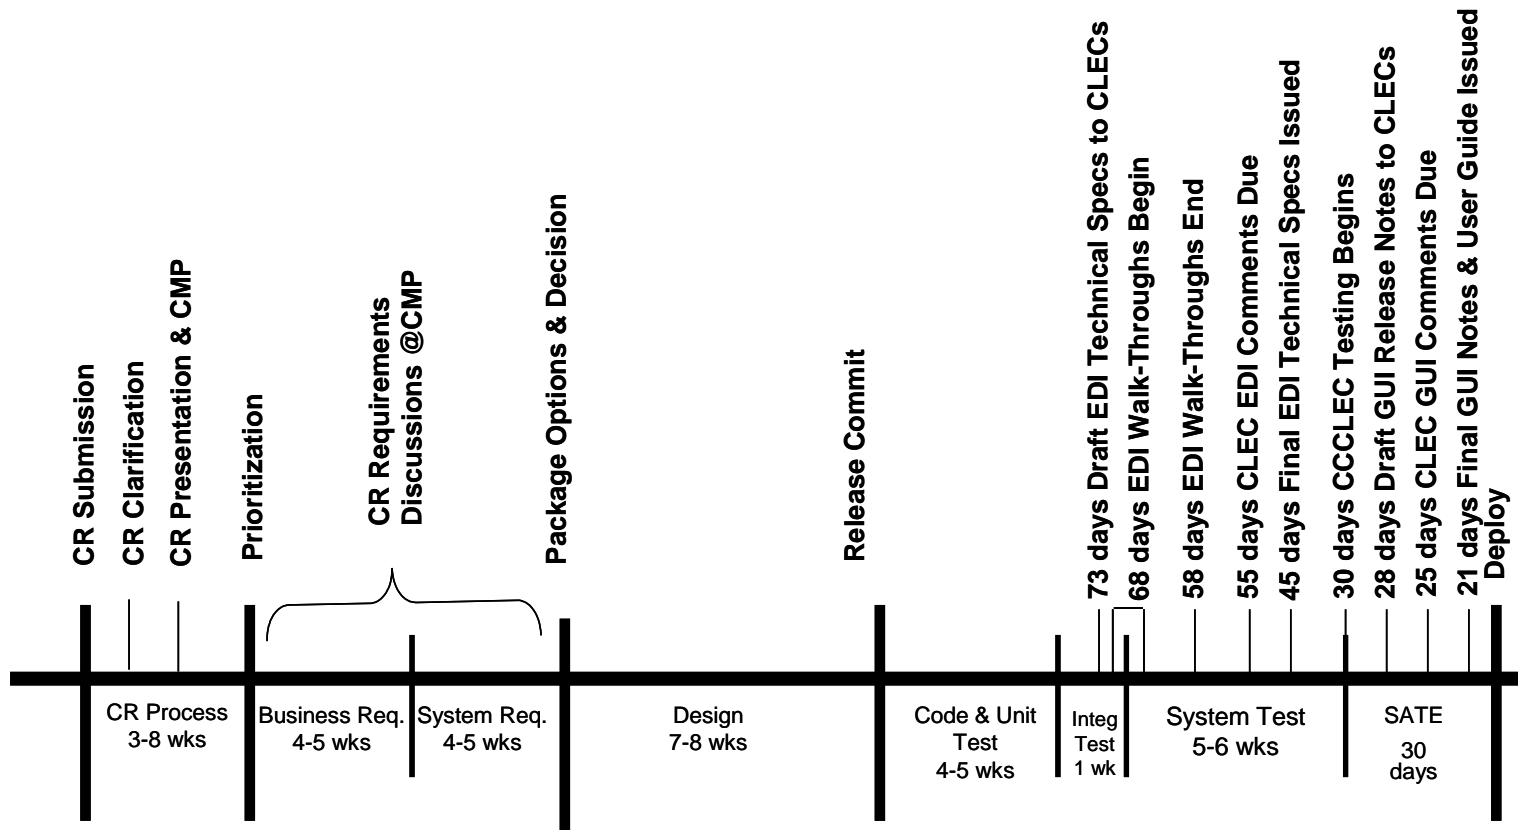 CR Submission
CR Clarification
CR Presentation & CMP
Prioritization
CR Requirements
Discussions @CMP
Package Options & Decision
Release Commit
73 days Draft EDI Technical Specs to CLECs
68 days EDI Walk-Throughs Begin
58 days EDI Walk-Throughs End
55 days CLEC EDI Comments Due
45 days Final EDI Technical Specs Issued
30 days CCCLEC Testing Begins
28 days Draft GUI Release Notes to CLECs
25 days CLEC GUI Comments Due
21 days Final GUI Notes & User Guide Issued
Deploy
CR Process
3-8 wks
Business Req.
4-5 wks
System Req.
4-5 wks
Design
7-8 wks
Code & Unit
Test
4-5 wks
Integ
Test
1 wk
System Test
5-6 wks
SATE
30
days